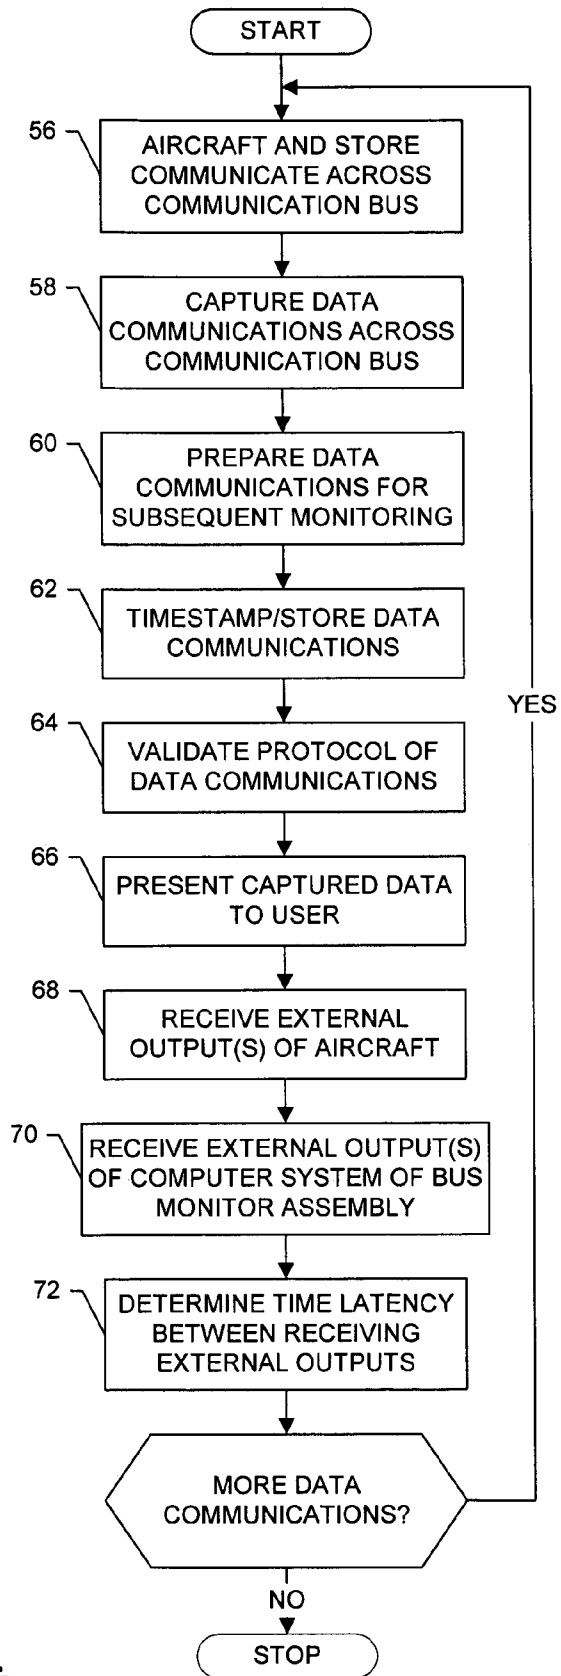 START
56
AIRCRAFT AND STORE
COMMUNICATE ACROSS
COMMUNICATION BUS
58
CAPTURE DATA
COMMUNICATIONS ACROSS
COMMUNICATION BUS
60
PREPARE DATA
COMMUNICATIONS FOR
SUBSEQUENT MONITORING
62
TIMESTAMP/STORE DATA
COMMUNICATIONS
YES
64
VALIDATE PROTOCOL OF
DATA COMMUNICATIONS
66
PRESENT CAPTURED DATA
TO USER
68
RECEIVE EXTERNAL
OUTPUT(S) OF AIRCRAFT
70
RECEIVE EXTERNAL OUTPUT(S)
OF COMPUTER SYSTEM OF BUS
MONITOR ASSEMBLY
72
DETERMINE TIME LATENCY
BETWEEN RECEIVING
EXTERNAL OUTPUTS
MORE DATA
COMMUNICATIONS?
NO
STOP